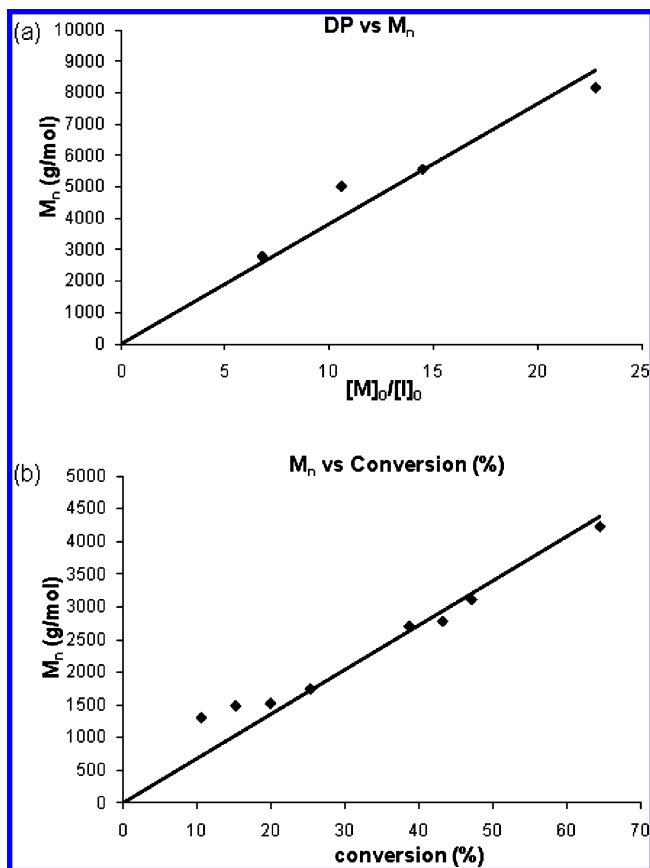 (a)
DP vs Mn
10000
9000
8000
7000
6000
5000
4000
3000
2000
1000
0
Mn (g/mol)
0 5 10 15 20 25
[M]0/[I]0
(b)
Mn vs Conversion (%)
5000
4500
4000
3500
3000
2500
2000
1500
1000
500
0
Mn (g/mol)
0 10 20 30 40 50 60 70
conversion (%)